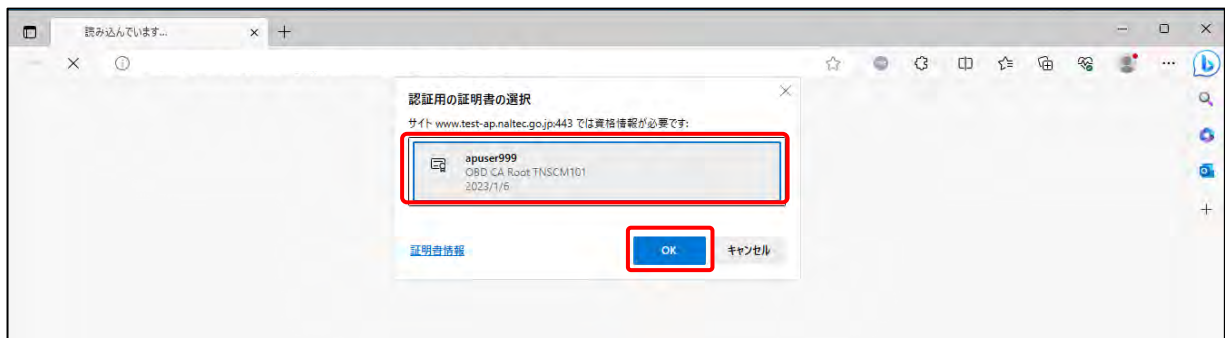 読み込んでいます...
認証用の証明書の選択
サイト www.test-ap.naltec.go.jp:443 では資格情報が必要です:
apuser999
OBD CA Root TNSCM101
2023/1/6
証明書情報
OK
キャンセル